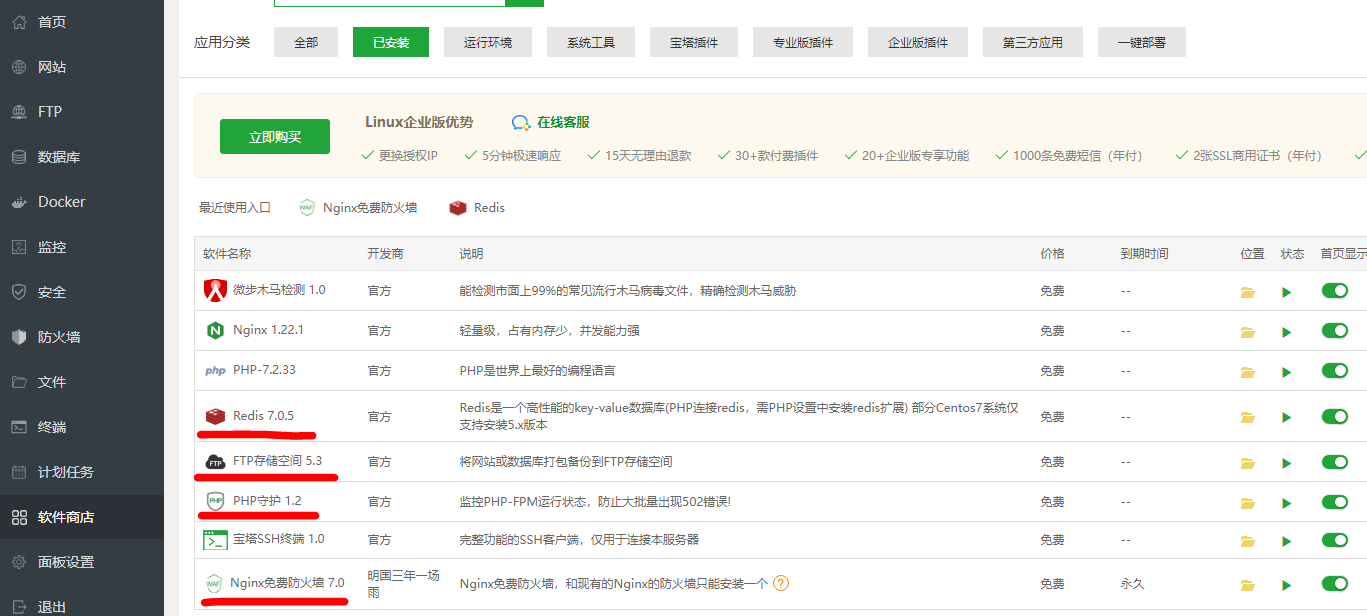 首页
网站
FTP
数据库
Docker
监控
安全
防火墙
文件
终端
计划任务
软件商店
面板设置
退出
应用分类 全部 已安装 运行环境 系统工具 宝塔插件 专业版插件 企业版插件 第三方应用 一键部署
立即购买
Linux企业版优势 在线客服
更换授权IP 5分钟极速响应 15天无理由退款 30+款付费插件 20+企业版专享功能 1000条免费短信（年付） 2张SSL商用证书（年付）
最近使用入口 WAF Nginx免费防火墙 Redis
软件名称 开发商 说明 价格 到期时间 位置 状态 首页显示
微步木马检测 1.0 官方 能检测市面上99%的常见流行木马病毒文件，精确检测木马威胁 免费 --
N Nginx 1.22.1 官方 轻量级，占有内存少，并发能力强 免费 --
php PHP-7.2.33 官方 PHP是世界上最好的编程语言 免费 --
Redis 7.0.5 官方 Redis是一个高性能的key-value数据库(PHP连接redis，需PHP设置中安装redis扩展) 部分Centos7系统仅
支持安装5.x版本 免费 --
FTP FTP存储空间 5.3 官方 将网站或数据库打包备份到FTP存储空间 免费 --
PHP PHP守护 1.2 官方 监控PHP-FPM运行状态，防止大批量出现502错误! 免费 --
宝塔SSH终端 1.0 官方 完整功能的SSH客户端，仅用于连接本服务器 免费 --
WAF Nginx免费防火墙 7.0 明国三年一场
雨 Nginx免费防火墙，和现有的Nginx的防火墙只能安装一个 ? 免费 永久